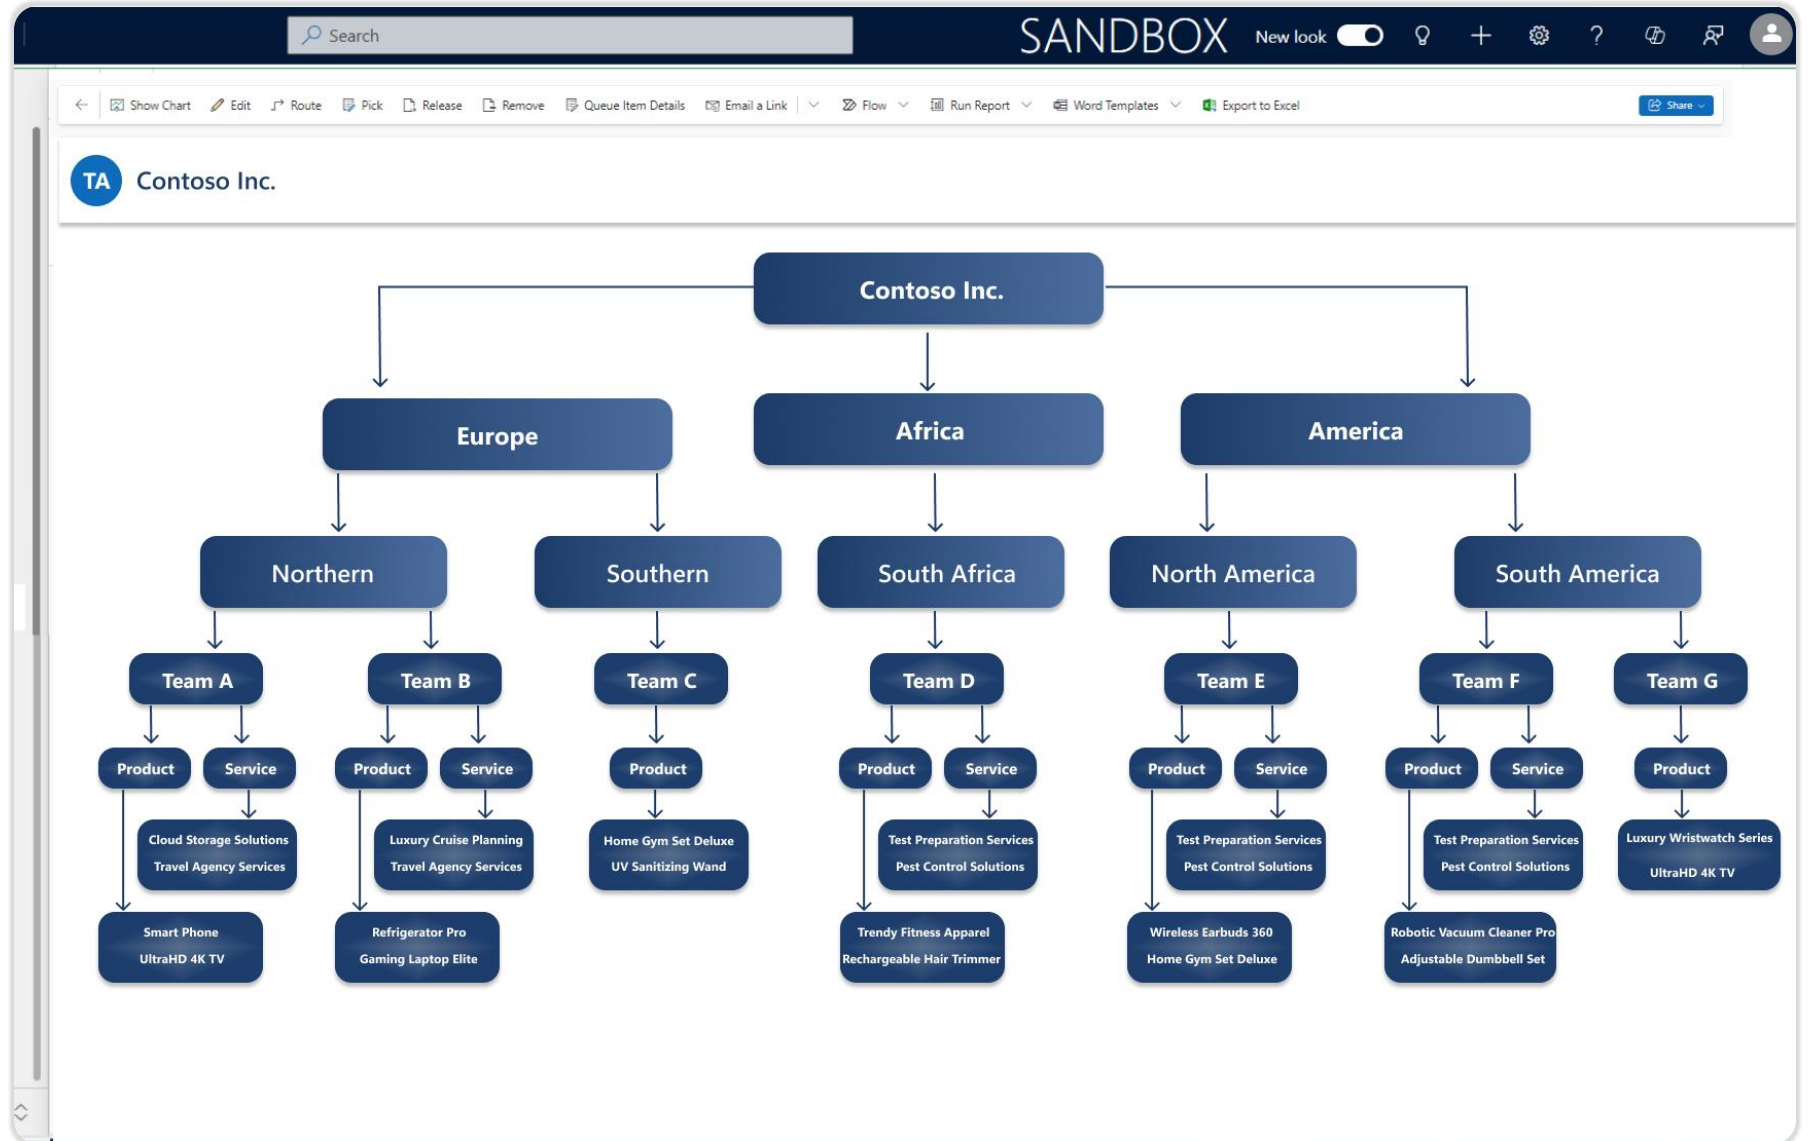 Search
SANDBOX
New look
Show Chart
Edit
Route
Pick
Release
Remove
Queue Item Details
Email a Link
Flow
Run Report
Word Templates
Export to Excel
Share
TA
Contoso Inc.
Contoso Inc.
Europe
Africa
America
Northern
Southern
South Africa
North America
South America
Team A
Team B
Team C
Team D
Team E
Team F
Team G
Product
Service
Product
Service
Product
Product
Service
Product
Service
Product
Service
Product
Cloud Storage Solutions
Travel Agency Services
Luxury Cruise Planning
Travel Agency Services
Home Gym Set Deluxe
UV Sanitizing Wand
Test Preparation Services
Pest Control Solutions
Test Preparation Services
Pest Control Solutions
Test Preparation Services
Pest Control Solutions
Luxury Wristwatch Series
UltraHD 4K TV
Smart Phone
UltraHD 4K TV
Refrigerator Pro
Gaming Laptop Elite
Trendy Fitness Apparel
Rechargeable Hair Trimmer
Wireless Earbuds 360
Home Gym Set Deluxe
Robotic Vacuum Cleaner Pro
Adjustable Dumbbell Set